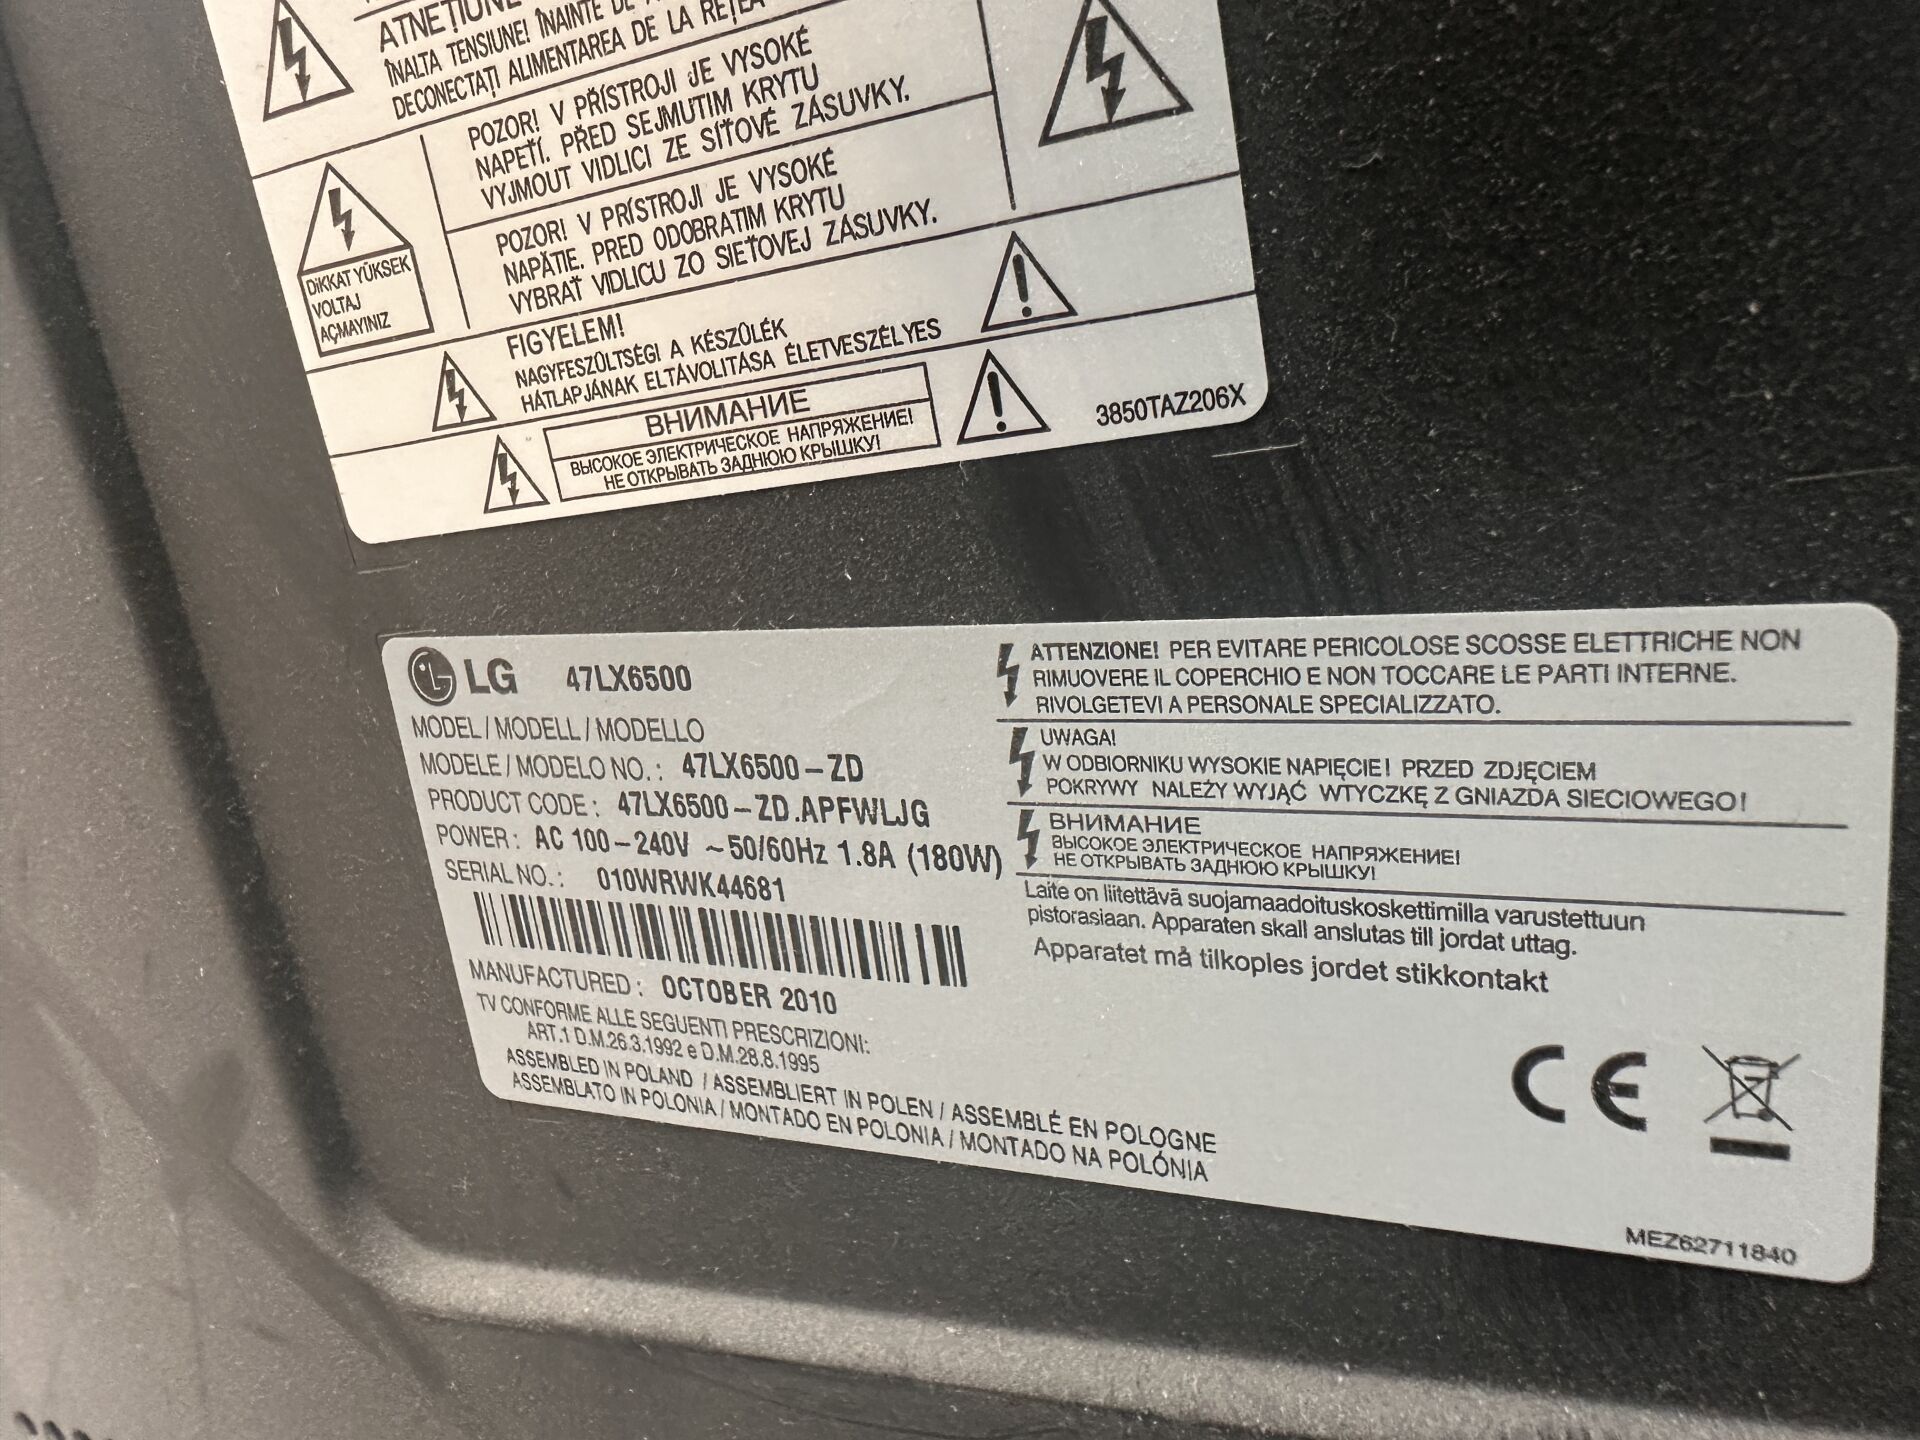 ATNEȚIUNE
ÎNALTA TENSIUNE! ÎNAINTE DE
DECONECTAȚI ALIMENTAREA DE LA REȚEA
POZOR! V PŘÍSTROJI JE VYSOKÉ
NAPETÍ. PŘED SEJMUTIM KRYTU
VYJMOUT VIDLICI ZE SÍŤOVÉ ZÁSUVKY.
DİKKAT YÜKSEK
VOLTAJ
AÇMAYINIZ
POZOR! V PRÍSTROJI JE VYSOKÉ
NAPÄTIE. PRED ODOBRATIM KRYTU
VYBRAŤ VIDLICU ZO SIEŤOVEJ ZÁSUVKY.
FIGYELEM!
NAGYFESZÜLTSÉGI A KÉSZÜLÉK
HÁTLAPJÁNAK ELTÁVOLITÁSA ÉLETVESZÉLYES
ВНИМАНИЕ
ВЫСОКОЕ ЭЛЕКТРИЧЕСКОЕ НАПРЯЖЕНИЕ!
НЕ ОТКРЫВАТЬ ЗАДНЮЮ КРЫШКУ!
3850TAZ206X
LG 47LX6500
MODEL / MODELL / MODELLO
MODELE / MODELO NO. : 47LX6500-ZD
PRODUCT CODE : 47LX6500-ZD.APFWLJG
POWER : AC 100-240V ~50/60Hz 1.8A (180W)
SERIAL NO. : 010WRWK44681
MANUFACTURED : OCTOBER 2010
TV CONFORME ALLE SEGUENTI PRESCRIZIONI:
ART.1 D.M.26.3.1992 e D.M.28.8.1995
ASSEMBLED IN POLAND / ASSEMBLIERT IN POLEN / ASSEMBLÉ EN POLOGNE
ASSEMBLATO IN POLONIA / MONTADO EN POLONIA / MONTADO NA POLÓNIA
ATTENZIONE! PER EVITARE PERICOLOSE SCOSSE ELETTRICHE NON
RIMUOVERE IL COPERCHIO E NON TOCCARE LE PARTI INTERNE.
RIVOLGETEVI A PERSONALE SPECIALIZZATO.
UWAGA!
W ODBIORNIKU WYSOKIE NAPIĘCIE! PRZED ZDJĘCIEM
POKRYWY NALEŻY WYJĄĆ WTYCZKĘ Z GNIAZDA SIECIOWEGO!
ВНИМАНИЕ
ВЫСОКОЕ ЭЛЕКТРИЧЕСКОЕ НАПРЯЖЕНИЕ!
НЕ ОТКРЫВАТЬ ЗАДНЮЮ КРЫШКУ!
Laite on liitettävä suojamaadoituskoskettimilla varustettuun
pistorasiaan. Apparaten skall anslutas till jordat uttag.
Apparatet må tilkoples jordet stikkontakt
CE
MEZ62711840